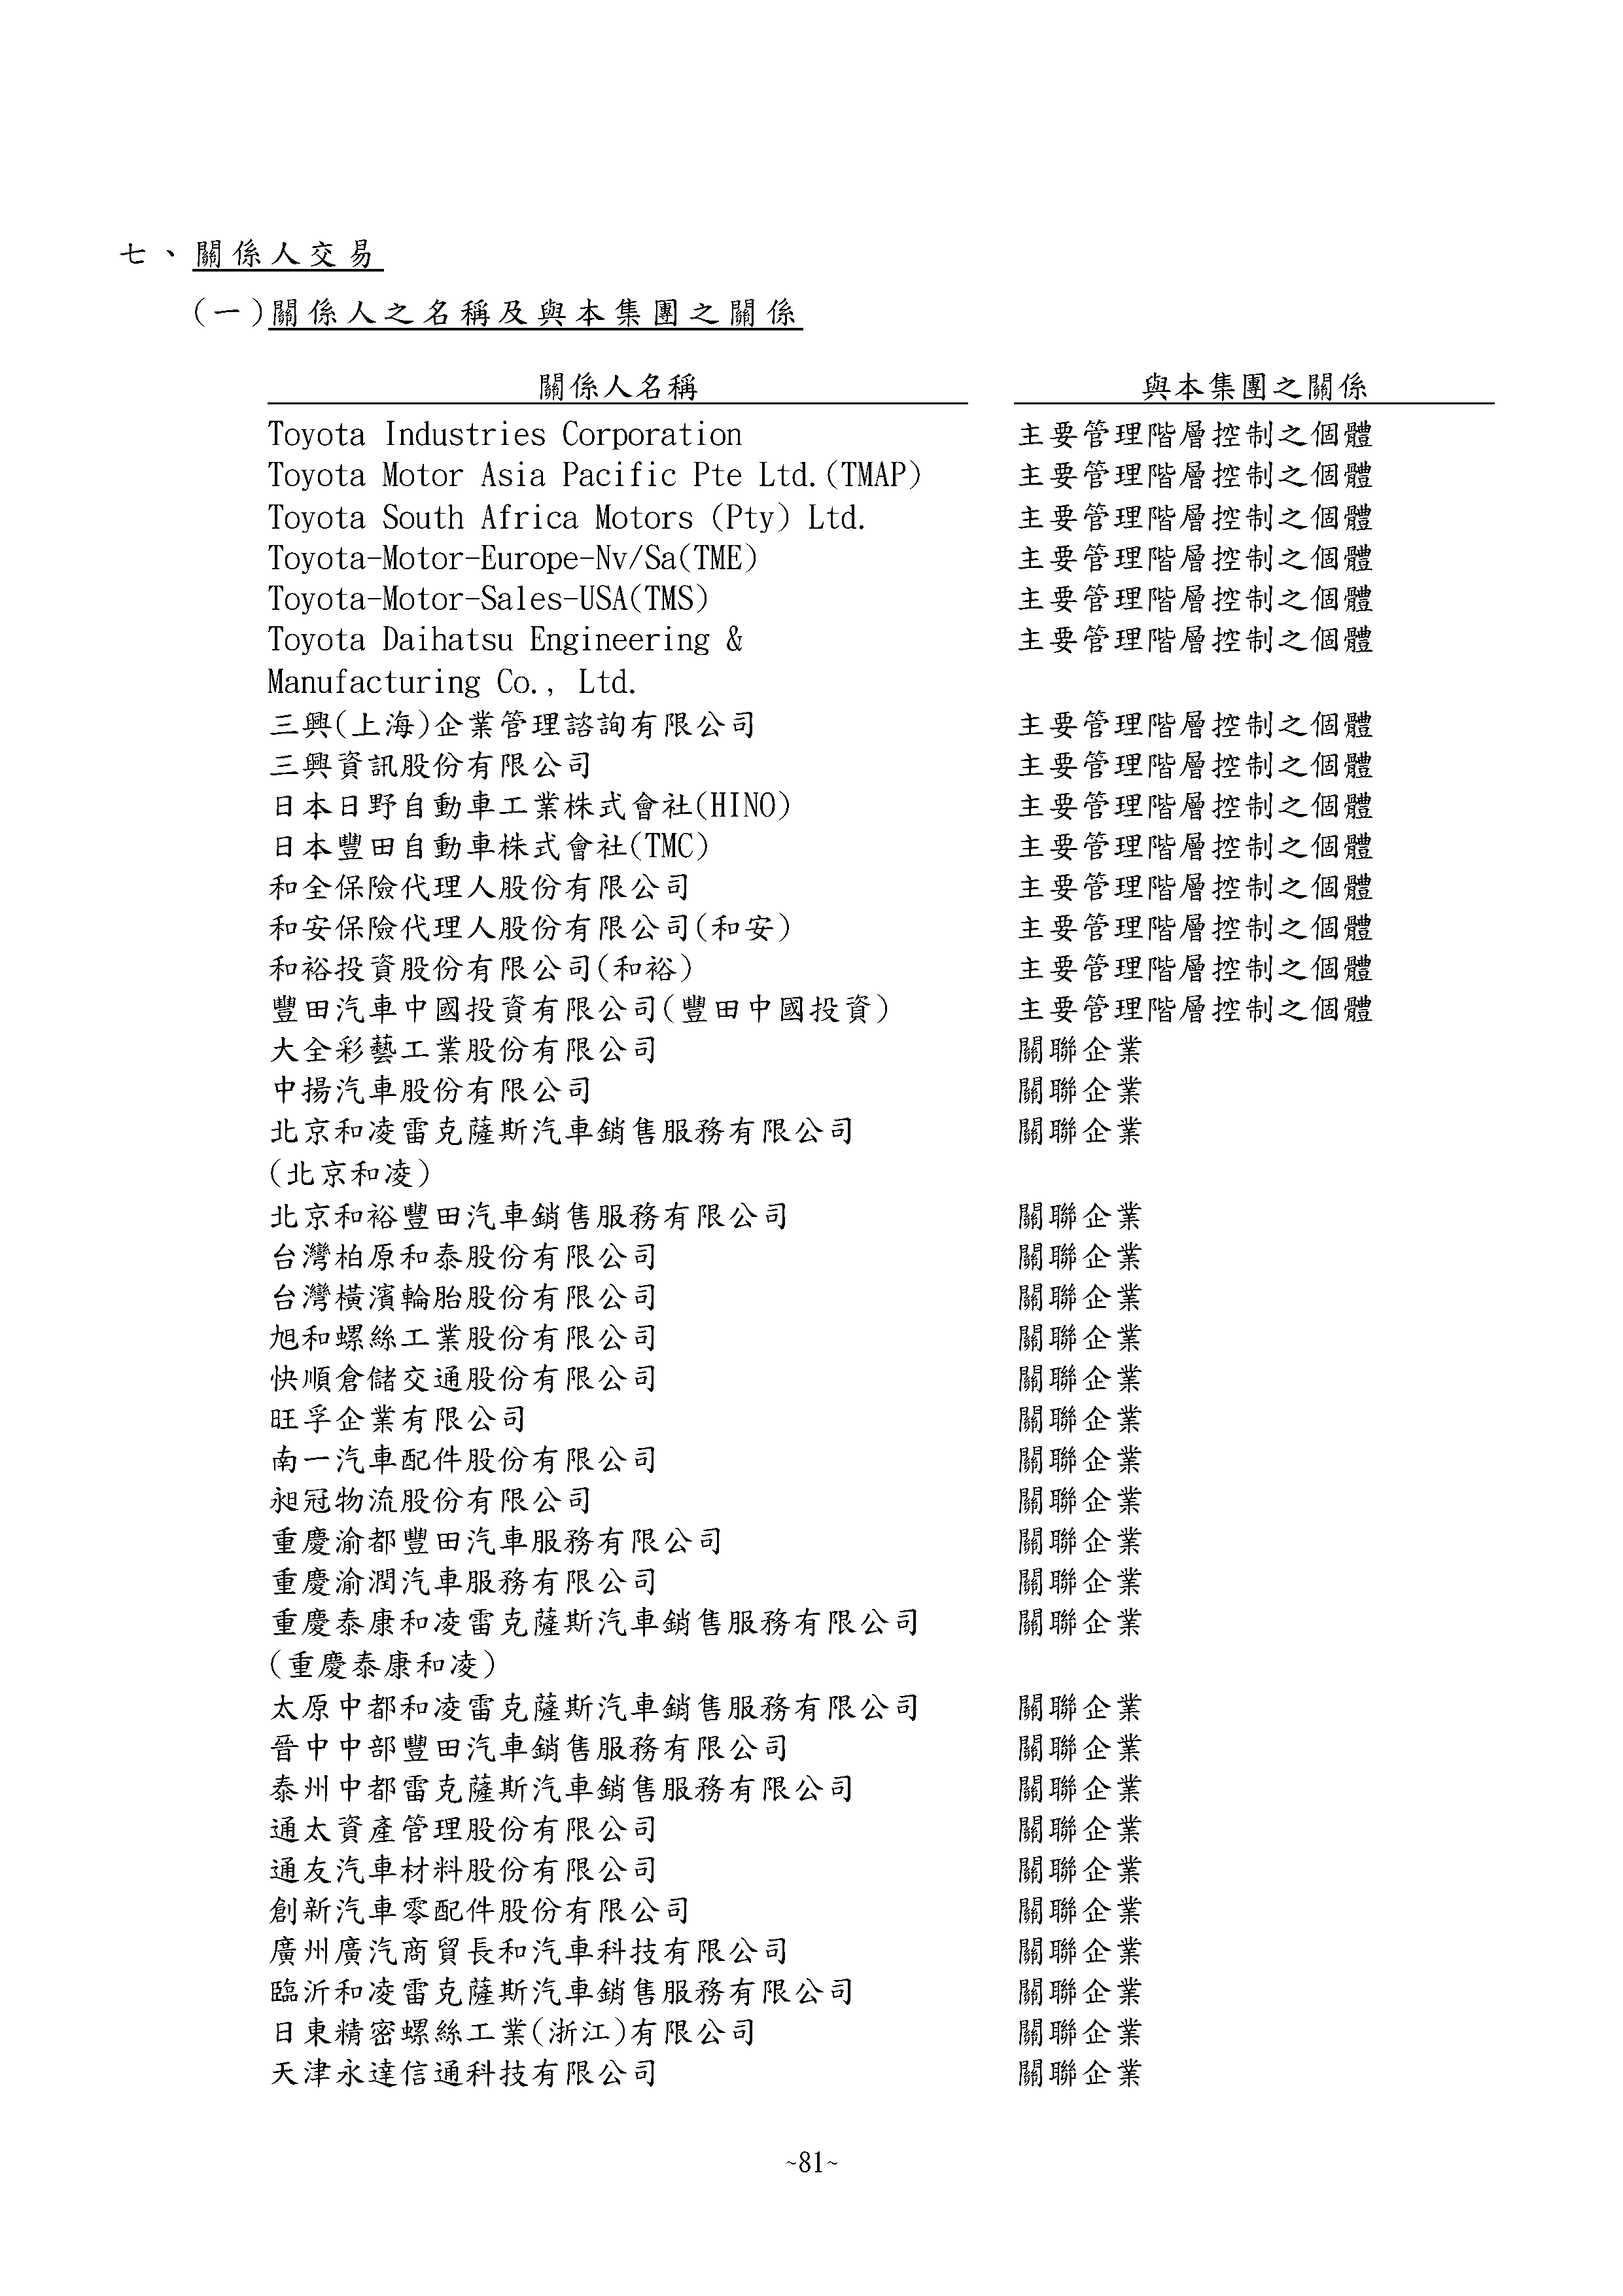 七、關係人交易
(一)關係人之名稱及與本集團之關係
關係人名稱 與本集團之關係
Toyota Industries Corporation 主要管理階層控制之個體
Toyota Motor Asia Pacific Pte Ltd.(TMAP) 主要管理階層控制之個體
Toyota South Africa Motors (Pty) Ltd. 主要管理階層控制之個體
Toyota-Motor-Europe-Nv/Sa(TME) 主要管理階層控制之個體
Toyota-Motor-Sales-USA(TMS) 主要管理階層控制之個體
Toyota Daihatsu Engineering & 主要管理階層控制之個體
Manufacturing Co., Ltd.
三興(上海)企業管理諮詢有限公司 主要管理階層控制之個體
三興資訊股份有限公司 主要管理階層控制之個體
日本日野自動車工業株式會社(HINO) 主要管理階層控制之個體
日本豐田自動車株式會社(TMC) 主要管理階層控制之個體
和全保險代理人股份有限公司 主要管理階層控制之個體
和安保險代理人股份有限公司(和安) 主要管理階層控制之個體
和裕投資股份有限公司(和裕) 主要管理階層控制之個體
豐田汽車中國投資有限公司(豐田中國投資) 主要管理階層控制之個體
大全彩藝工業股份有限公司 關聯企業
中揚汽車股份有限公司 關聯企業
北京和凌雷克薩斯汽車銷售服務有限公司 關聯企業
(北京和凌)
北京和裕豐田汽車銷售服務有限公司 關聯企業
台灣柏原和泰股份有限公司 關聯企業
台灣橫濱輪胎股份有限公司 關聯企業
旭和螺絲工業股份有限公司 關聯企業
快順倉儲交通股份有限公司 關聯企業
旺孚企業有限公司 關聯企業
南一汽車配件股份有限公司 關聯企業
昶冠物流股份有限公司 關聯企業
重慶渝都豐田汽車服務有限公司 關聯企業
重慶渝潤汽車服務有限公司 關聯企業
重慶泰康和凌雷克薩斯汽車銷售服務有限公司 關聯企業
(重慶泰康和凌)
太原中都和凌雷克薩斯汽車銷售服務有限公司 關聯企業
晉中中部豐田汽車銷售服務有限公司 關聯企業
泰州中都雷克薩斯汽車銷售服務有限公司 關聯企業
通太資產管理股份有限公司 關聯企業
通友汽車材料股份有限公司 關聯企業
創新汽車零配件股份有限公司 關聯企業
廣州廣汽商貿長和汽車科技有限公司 關聯企業
臨沂和凌雷克薩斯汽車銷售服務有限公司 關聯企業
日東精密螺絲工業(浙江)有限公司 關聯企業
天津永達信通科技有限公司 關聯企業
~81~